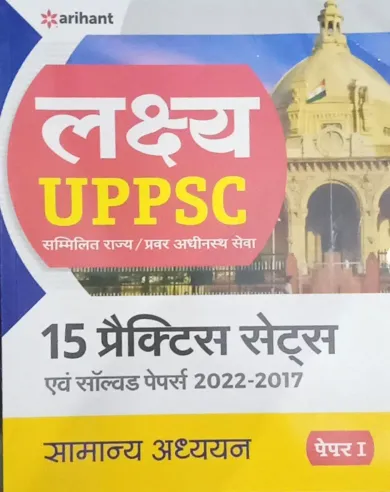 arihant
लक्ष्य
UPPSC
सम्मिलित राज्य/प्रवर अधीनस्थ सेवा
15 प्रैक्टिस सेट्स
एवं सॉल्वड पेपर्स 2022-2017
सामान्य अध्ययन
पेपर I